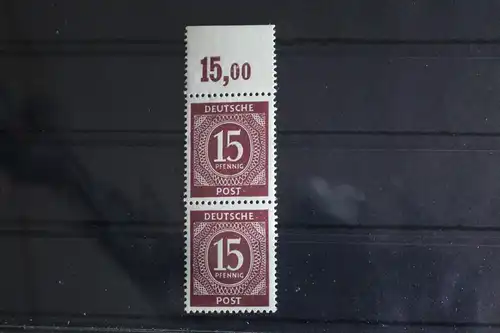 15,00
DEUTSCHE
15
PFENNIG
POST
DEUTSCHE
15
PFENNIG
POST